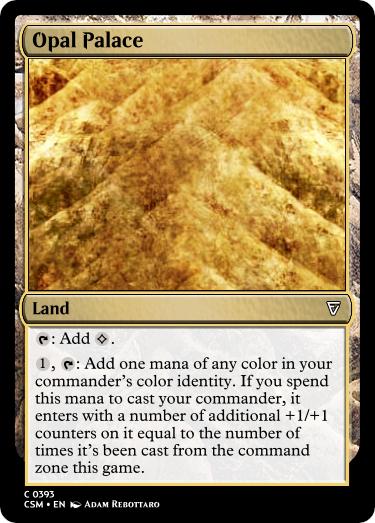 Opal Palace
Land
: Add .
1, : Add one mana of any color in your
commander's color identity. If you spend
this mana to cast your commander, it
enters with a number of additional +1/+1
counters on it equal to the number of
times it's been cast from the command
zone this game.
C 0393
CSM • EN Adam Rebottaro